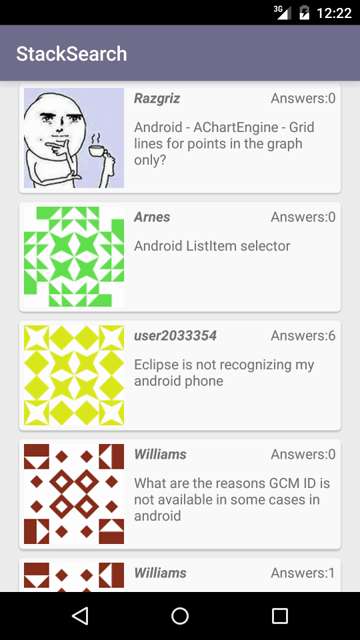 3G 12:22
StackSearch
Razgriz Answers:0
Android - AChartEngine - Grid
lines for points in the graph
only?
Arnes Answers:0
Android ListItem selector
user2033354 Answers:6
Eclipse is not recognizing my
android phone
Williams Answers:0
What are the reasons GCM ID is
not available in some cases in
android
Williams Answers:1